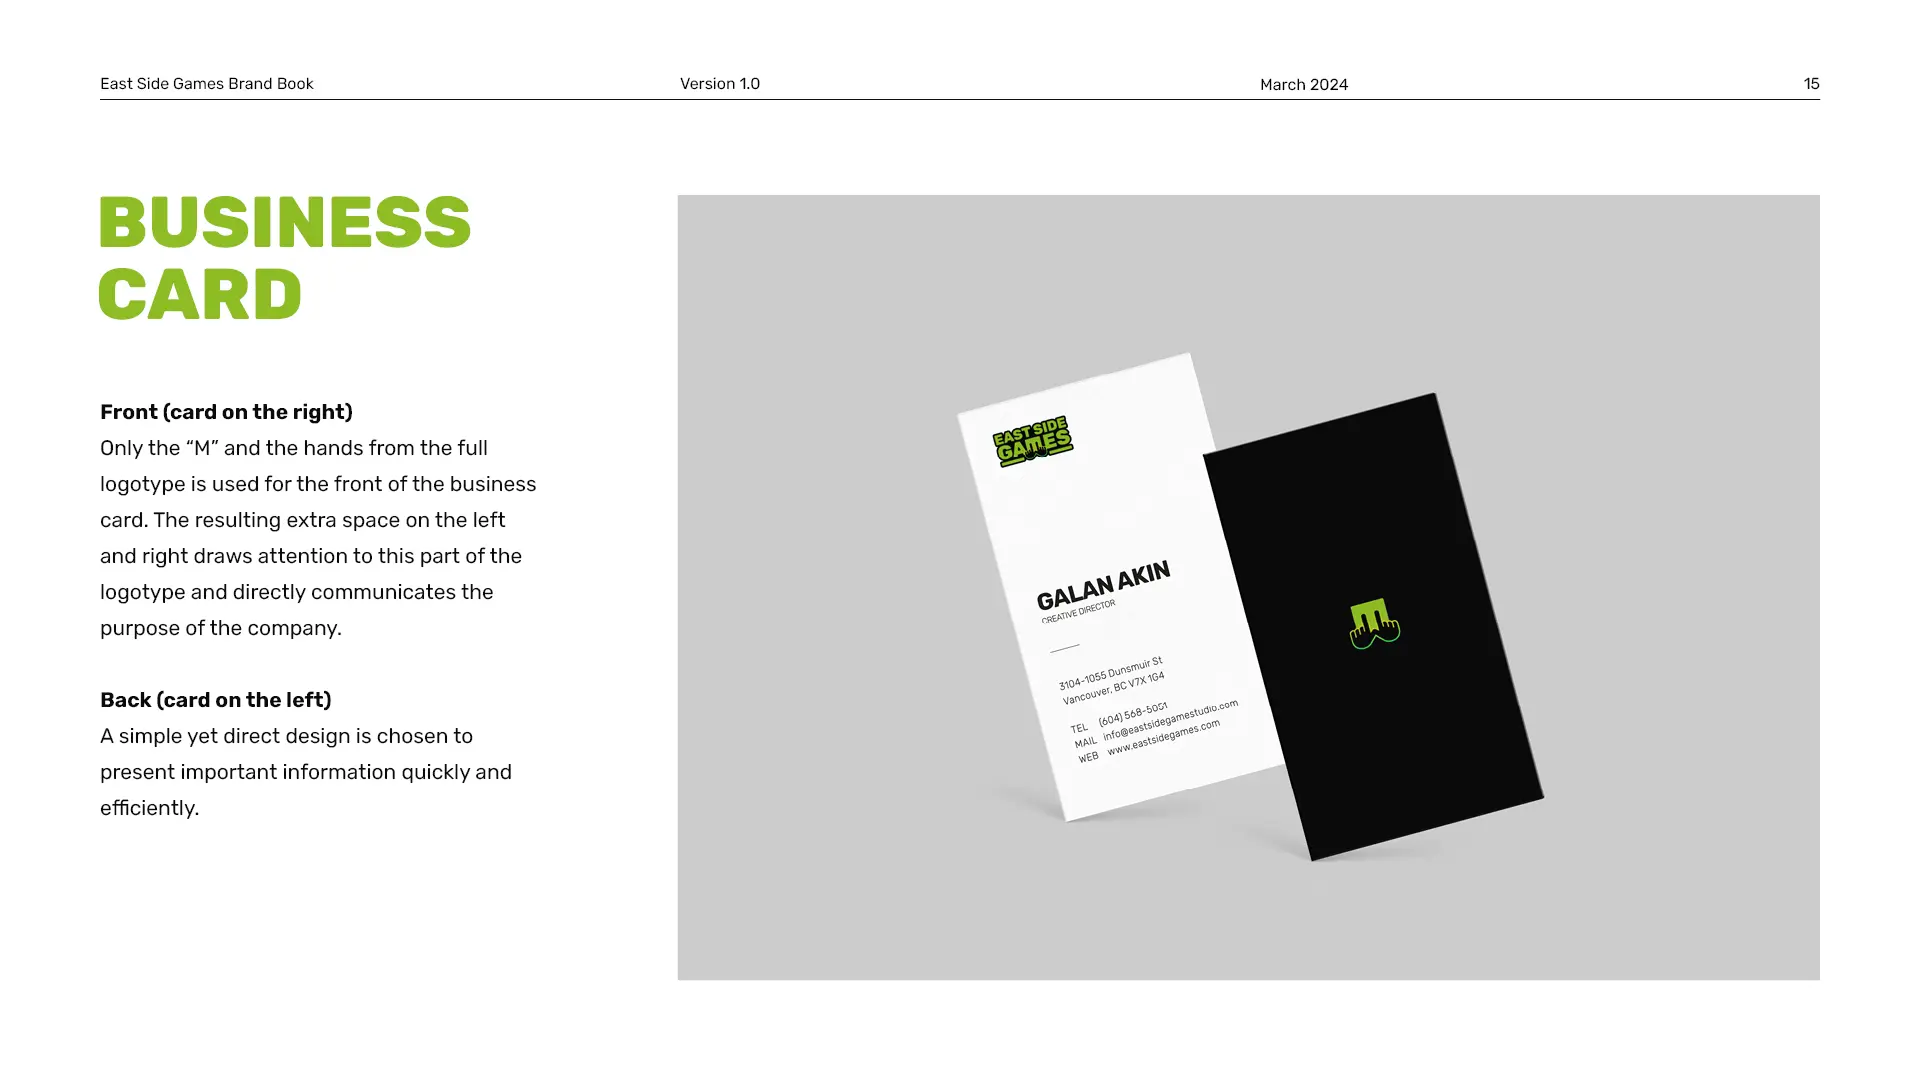 East Side Games Brand Book
Version 1.0
March 2024
15
BUSINESS
CARD
Front (card on the right)
Only the “M” and the hands from the full
logotype is used for the front of the business
card. The resulting extra space on the left
and right draws attention to this part of the
logotype and directly communicates the
purpose of the company.
Back (card on the left)
A simple yet direct design is chosen to
present important information quickly and
efficiently.
EAST SIDE
GAMES
GALAN AKIN
CREATIVE DIRECTOR
3104-1055 Dunsmuir St
Vancouver, BC V7X 1G4
TEL (604) 568-5051
MAIL info@eastsidegamestudio.com
WEB www.eastsidegames.com
M